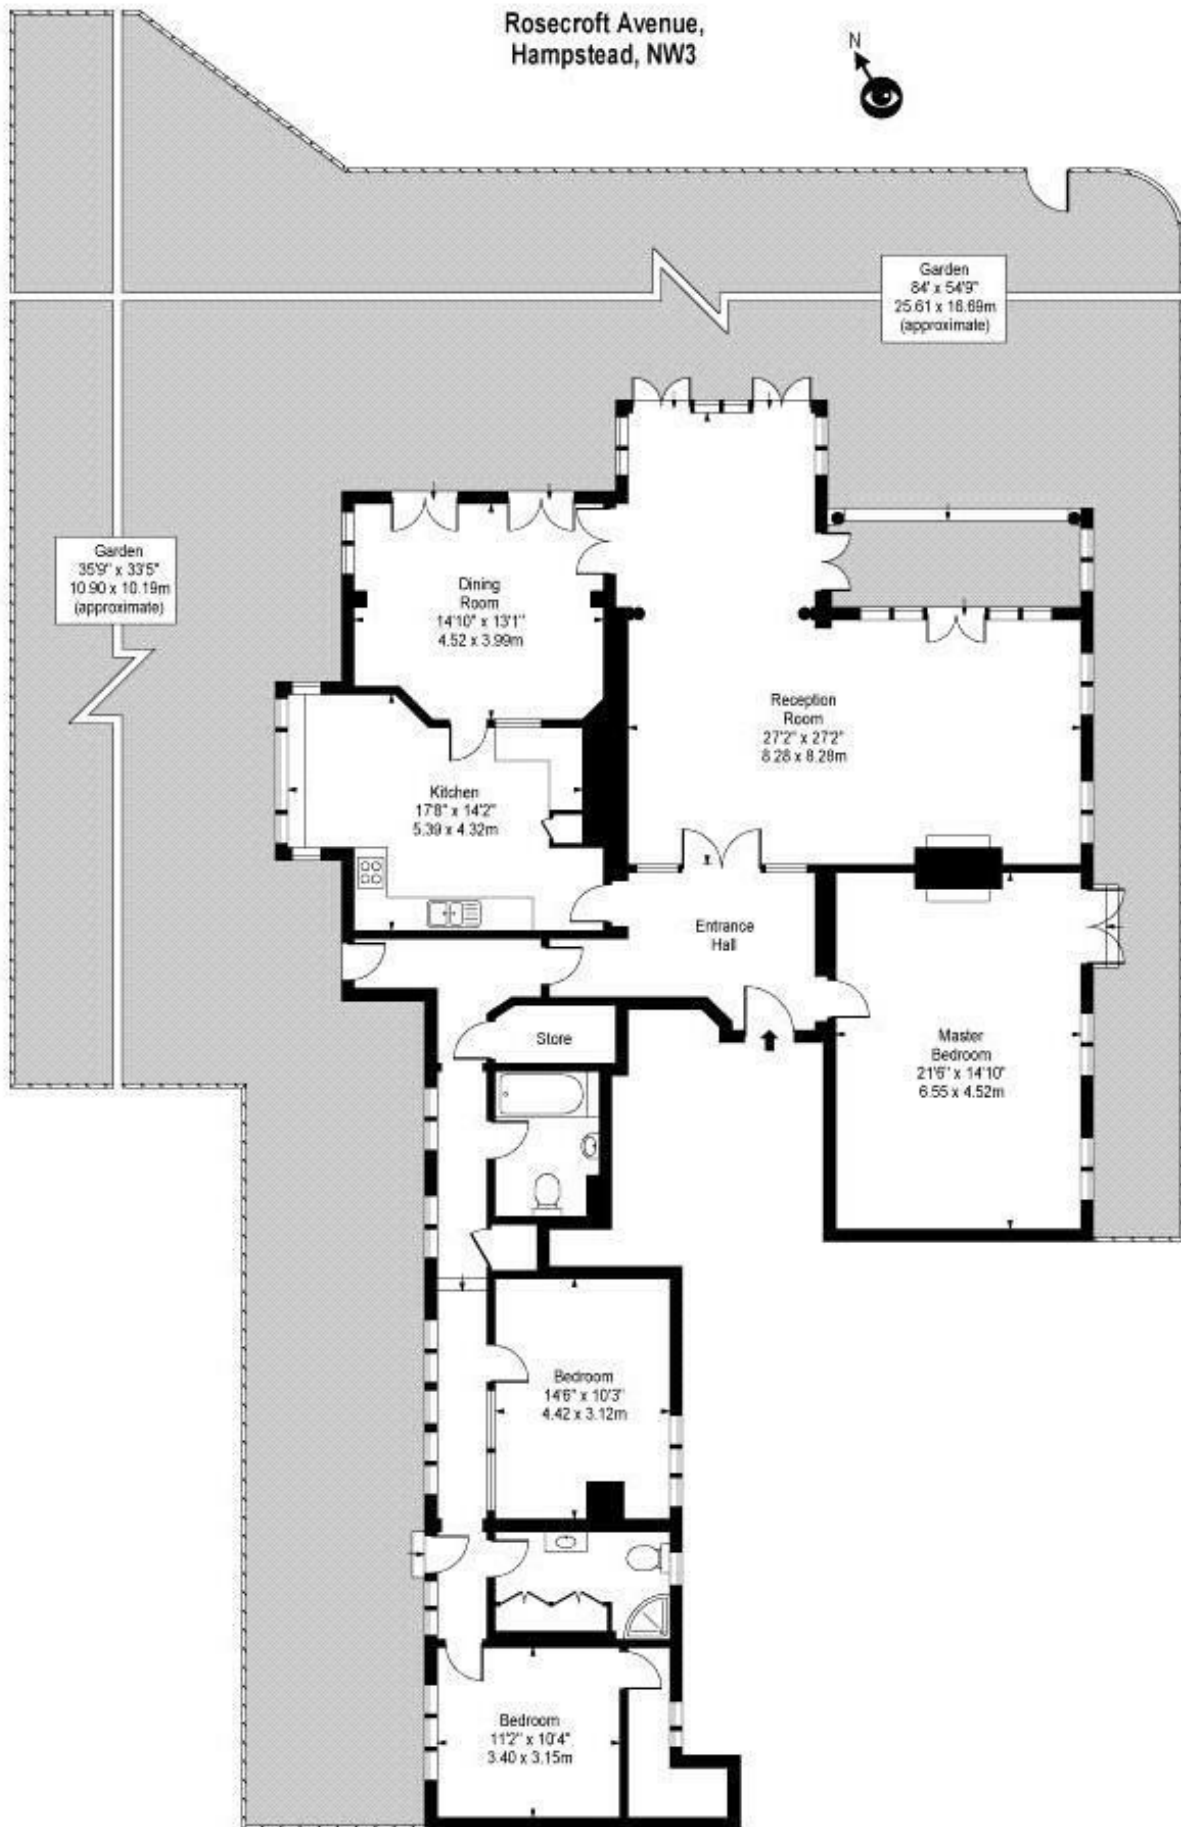 Rosecroft Avenue,
Hampstead, NW3
N
Garden
84' x 54'9"
25.61 x 16.69m
(approximate)
Garden
35'9" x 33'5"
10.90 x 10.19m
(approximate)
Dining
Room
14'10" x 13'1"
4.52 x 3.99m
Reception
Room
27'2" x 27'2"
8.28 x 8.28m
Kitchen
17'8" x 14'2"
5.39 x 4.32m
Entrance
Hall
Store
Master
Bedroom
21'6" x 14'10"
6.55 x 4.52m
Bedroom
14'6" x 10'3"
4.42 x 3.12m
Bedroom
11'2" x 10'4"
3.40 x 3.15m